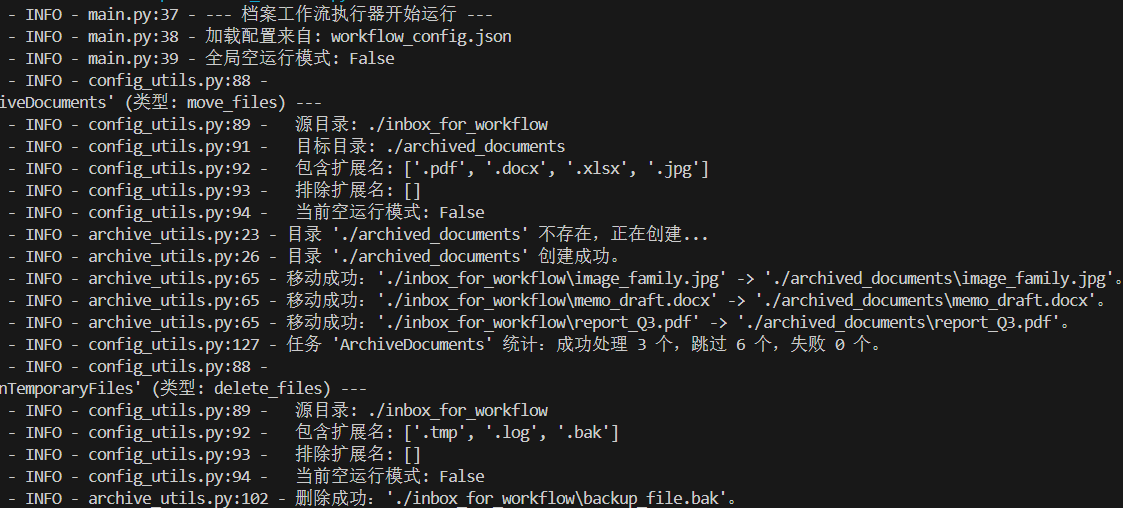 - INFO - main.py:37 - --- 档案工作流执行器开始运行 ---
- INFO - main.py:38 - 加载配置来自: workflow_config.json
- INFO - main.py:39 - 全局空运行模式: False
- INFO - config_utils.py:88 -
iveDocuments' (类型: move_files) ---
- INFO - config_utils.py:89 -   源目录: ./inbox_for_workflow
- INFO - config_utils.py:91 -   目标目录: ./archived_documents
- INFO - config_utils.py:92 -   包含扩展名: ['.pdf', '.docx', '.xlsx', '.jpg']
- INFO - config_utils.py:93 -   排除扩展名: []
- INFO - config_utils.py:94 -   当前空运行模式: False
- INFO - archive_utils.py:23 - 目录 './archived_documents' 不存在，正在创建...
- INFO - archive_utils.py:26 - 目录 './archived_documents' 创建成功。
- INFO - archive_utils.py:65 - 移动成功：'./inbox_for_workflow\image_family.jpg' -> './archived_documents\image_family.jpg'。
- INFO - archive_utils.py:65 - 移动成功：'./inbox_for_workflow\memo_draft.docx' -> './archived_documents\memo_draft.docx'。
- INFO - archive_utils.py:65 - 移动成功：'./inbox_for_workflow\report_Q3.pdf' -> './archived_documents\report_Q3.pdf'。
- INFO - config_utils.py:127 - 任务 'ArchiveDocuments' 统计：成功处理 3 个，跳过 6 个，失败 0 个。
- INFO - config_utils.py:88 -
nTemporaryFiles' (类型: delete_files) ---
- INFO - config_utils.py:89 -   源目录: ./inbox_for_workflow
- INFO - config_utils.py:92 -   包含扩展名: ['.tmp', '.log', '.bak']
- INFO - config_utils.py:93 -   排除扩展名: []
- INFO - config_utils.py:94 -   当前空运行模式: False
- INFO - archive_utils.py:102 - 删除成功：'./inbox_for_workflow\backup_file.bak'。